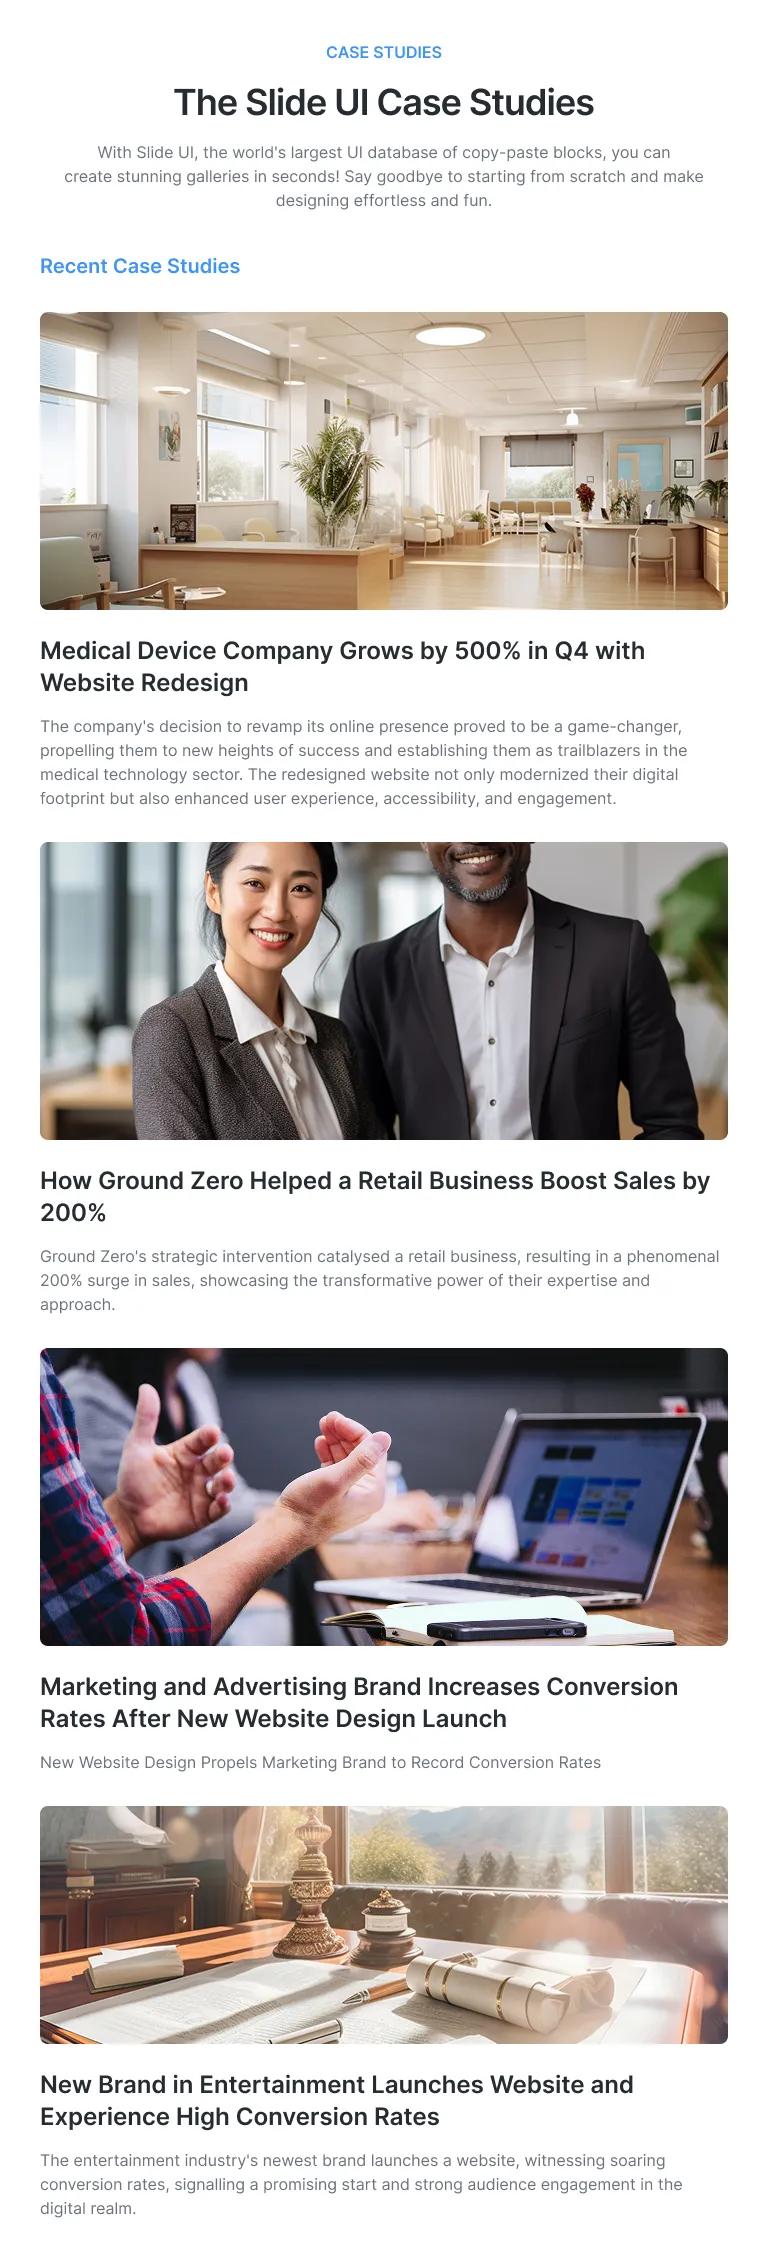 CASE STUDIES
The Slide UI Case Studies
With Slide UI, the world's largest UI database of copy-paste blocks, you can
create stunning galleries in seconds! Say goodbye to starting from scratch and make
designing effortless and fun.
Recent Case Studies
Medical Device Company Grows by 500% in Q4 with
Website Redesign
The company's decision to revamp its online presence proved to be a game-changer,
propelling them to new heights of success and establishing them as trailblazers in the
medical technology sector. The redesigned website not only modernized their digital
footprint but also enhanced user experience, accessibility, and engagement.
How Ground Zero Helped a Retail Business Boost Sales by
200%
Ground Zero's strategic intervention catalysed a retail business, resulting in a phenomenal
200% surge in sales, showcasing the transformative power of their expertise and
approach.
Marketing and Advertising Brand Increases Conversion
Rates After New Website Design Launch
New Website Design Propels Marketing Brand to Record Conversion Rates
New Brand in Entertainment Launches Website and
Experience High Conversion Rates
The entertainment industry's newest brand launches a website, witnessing soaring
conversion rates, signalling a promising start and strong audience engagement in the
digital realm.